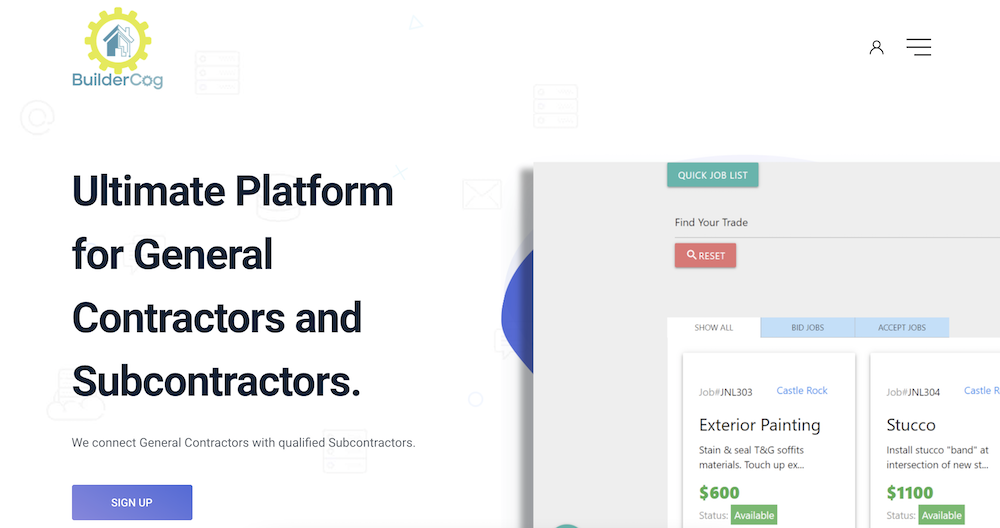 BuilderCog
Ultimate Platform
for General
Contractors and
Subcontractors.
We connect General Contractors with qualified Subcontractors.
SIGN UP
QUICK JOB LIST
Find Your Trade
RESET
SHOW ALL
BID JOBS
ACCEPT JOBS
Job#JNL303
Castle Rock
Exterior Painting
Stain & seal T&G soffits
materials. Touch up ex...
$600
Status: Available
Job#JNL304
Castle R
Stucco
Install stucco "band" at
intersection of new st...
$1100
Status: Available